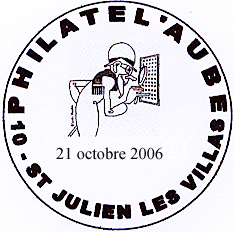 PHILATEL'AUBE
21 octobre 2006
10 - ST JULIEN LES VILLAS